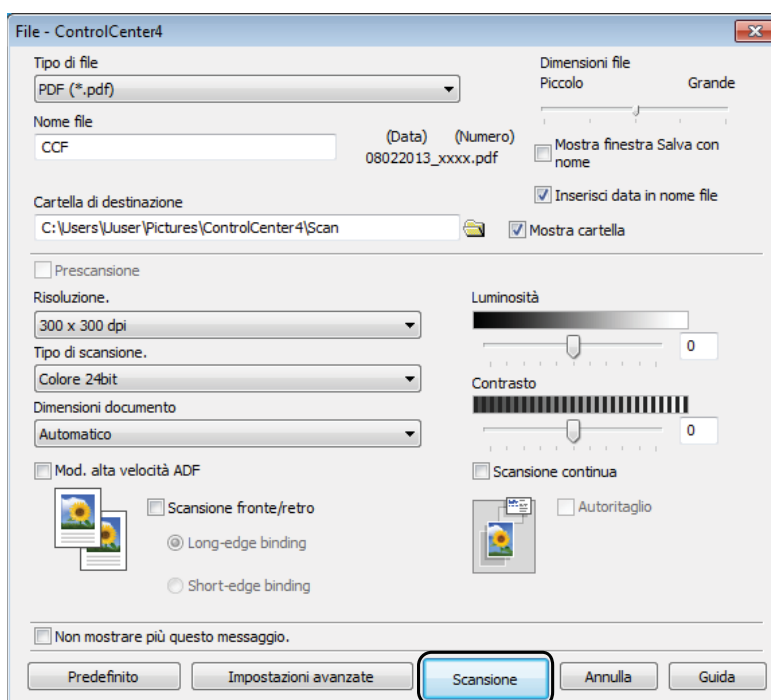 File - ControlCenter4
Tipo di file
PDF (*.pdf)
Dimensioni file
Piccolo Grande
Nome file
CCF
(Data) (Numero)
08022013_xxxx.pdf
Mostra finestra Salva con
nome
Inserisci data in nome file
Cartella di destinazione
C:\Users\Uuser\Pictures\ControlCenter4\Scan
Mostra cartella
Prescansione
Risoluzione.
300 x 300 dpi
Luminosità
0
Tipo di scansione.
Colore 24bit
Contrasto
0
Dimensioni documento
Automatico
Mod. alta velocità ADF
Scansione fronte/retro
Long-edge binding
Short-edge binding
Scansione continua
Autoritaglio
Non mostrare più questo messaggio.
Predefinito Impostazioni avanzate Scansione Annulla Guida